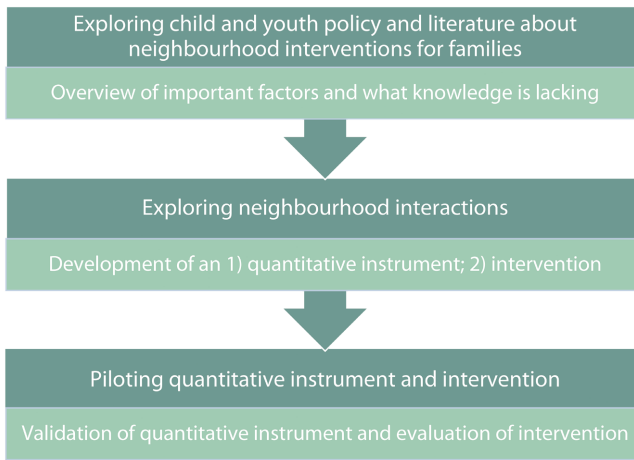 Exploring child and youth policy and literature about
neighbourhood interventions for families
Overview of important factors and what knowledge is lacking
Exploring neighbourhood interactions
Development of an 1) quantitative instrument; 2) intervention
Piloting quantitative instrument and intervention
Validation of quantitative instrument and evaluation of intervention